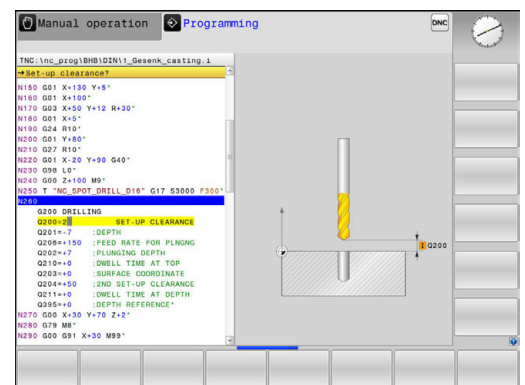 Manual operation
Programming
DNC
TNC:\nc_prog\BHB\DIN\1_Gesenk_casting.i
→Set-up clearance?
N150 G01 X+130 Y+5*
N160 G01 X+100*
N170 G03 X+50 Y+12 R+30*
N180 G01 X+5*
N190 G24 R10*
N200 G01 Y+80*
N210 G27 R10*
N220 G01 X-20 Y+90 G40*
N230 G98 L0*
N240 G00 Z+100 M9*
N250 T "NC_SPOT_DRILL_D16" G17 S3000 F300*
N260
G200 DRILLING
Q200=2 SET-UP CLEARANCE
Q201=-7 ;DEPTH
Q206=+150 ;FEED RATE FOR PLNGNG
Q202=+7 ;PLUNGING DEPTH
Q210=+0 ;DWELL TIME AT TOP
Q203=+0 ;SURFACE COORDINATE
Q204=+50 ;2ND SET-UP CLEARANCE
Q211=+0 ;DWELL TIME AT DEPTH
Q395=+0 ;DEPTH REFERENCE*
N270 G00 X+30 Y+70 Z+2*
N280 G79 M8*
N290 G00 G91 X+30 M99*
I Q200